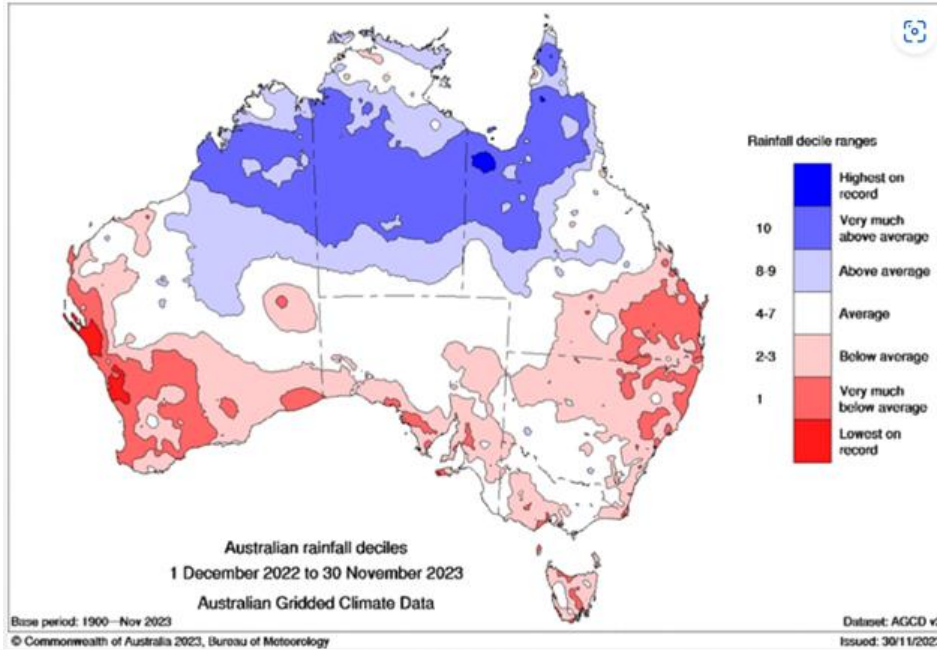 Rainfall decile ranges
Highest on
record
10
Very much
above average
8-9
Above average
4-7
Average
2-3
Below average
1
Very much
below average
Lowest on
record
Australian rainfall deciles
1 December 2022 to 30 November 2023
Australian Gridded Climate Data
Base period: 1900—Nov 2023
Dataset: AGCD v
© Commonwealth of Australia 2023, Bureau of Meteorology
Issued: 30/11/202